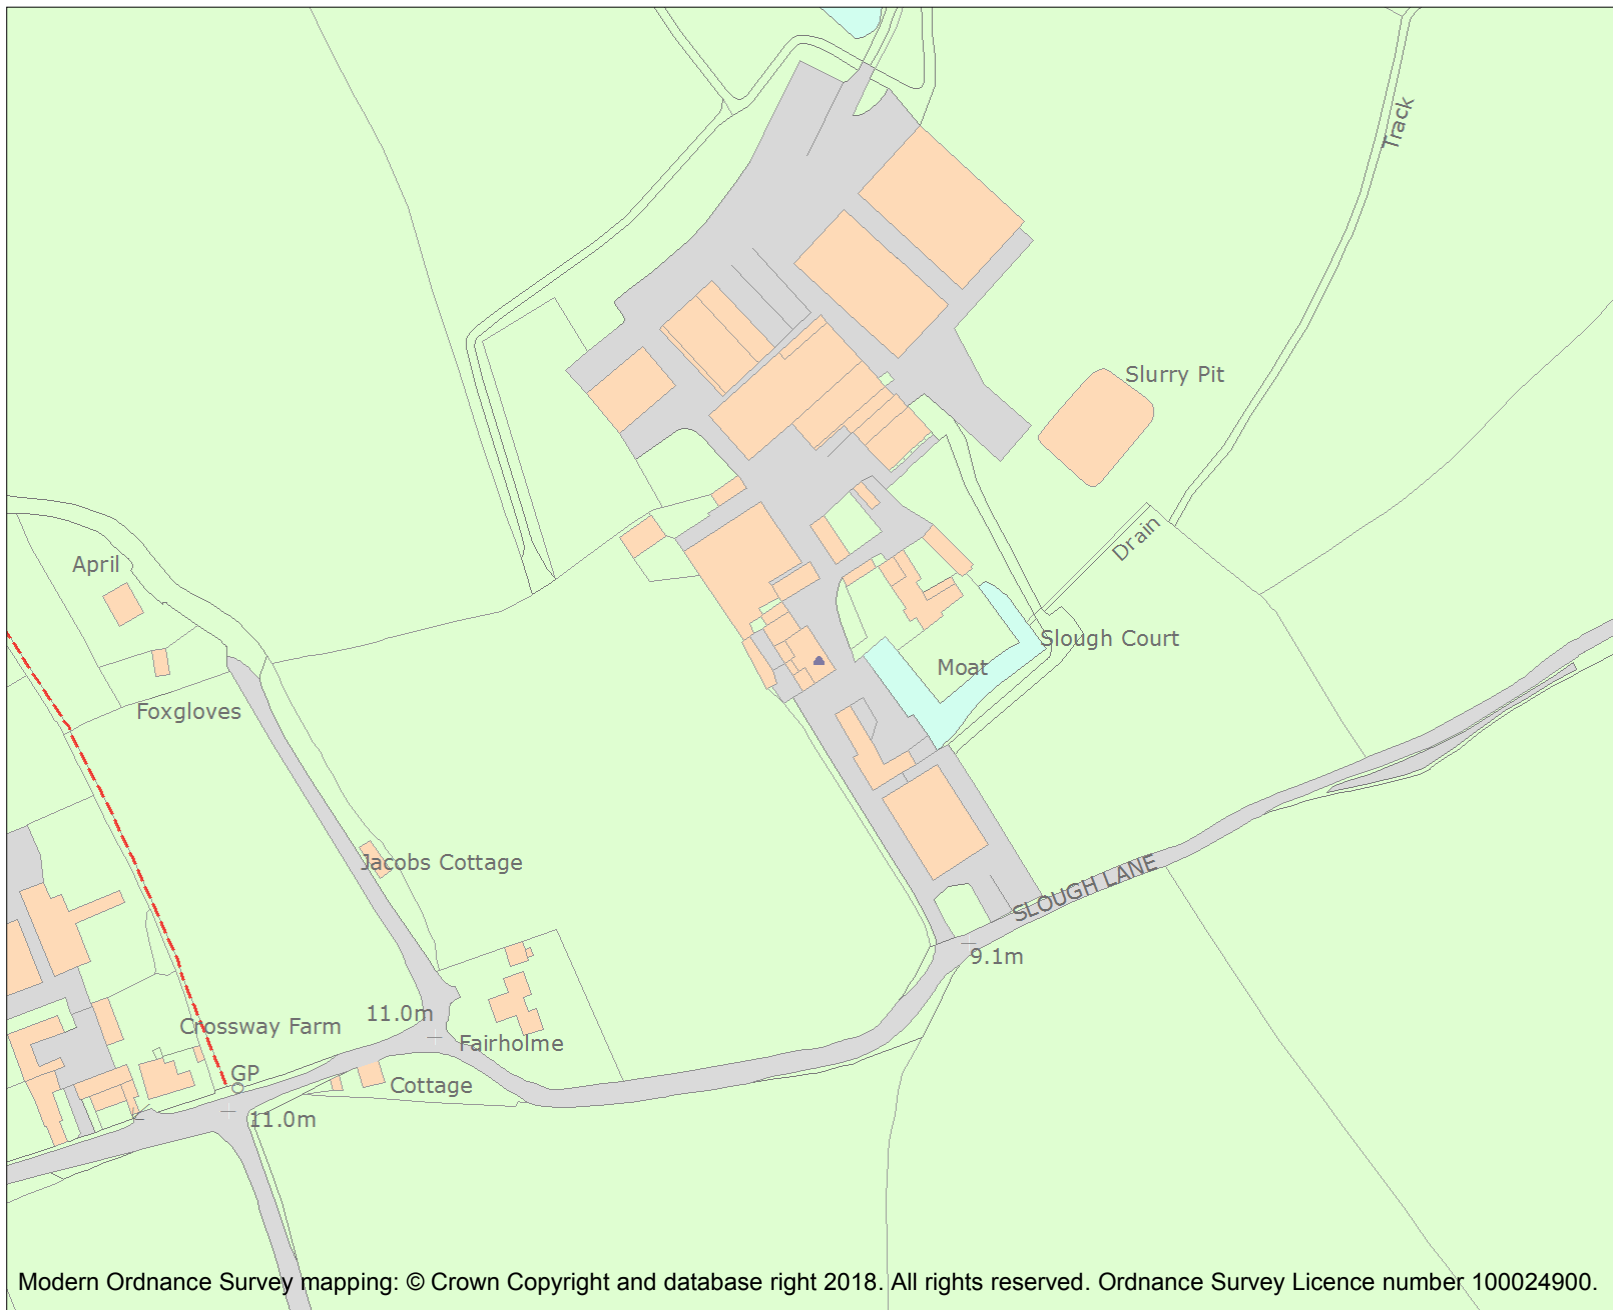 Track
Slurry Pit
Drain
April
Slough Court
Moat
Foxgloves
Jacobs Cottage
SLOUGH LANE
9.1m
11.0m
Crossway Farm
Fairholme
GP
Cottage
11.0m
Modern Ordnance Survey mapping: © Crown Copyright and database right 2018. All rights reserved. Ordnance Survey Licence number 100024900.